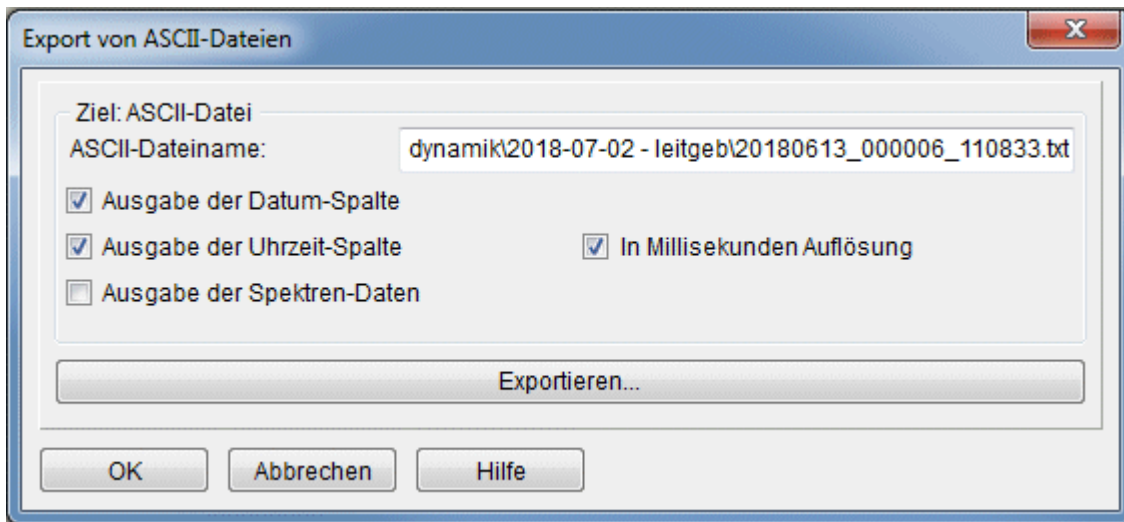 Export von ASCII-Dateien
Ziel: ASCII-Datei
ASCII-Dateiname: dynamik\2018-07-02 - leitgeb\20180613_000006_110833.txt
Ausgabe der Datum-Spalte
Ausgabe der Uhrzeit-Spalte In Millisekunden Auflösung
Ausgabe der Spektren-Daten
Exportieren...
OK Abbrechen Hilfe